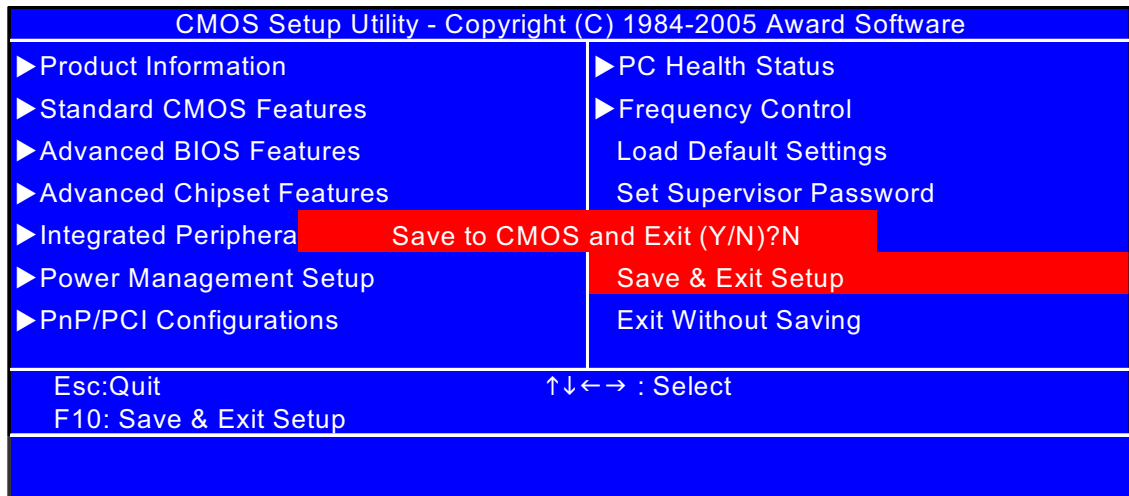 CMOS Setup Utility - Copyright (C) 1984-2005 Award Software
▶Product Information
▶Standard CMOS Features
▶Advanced BIOS Features
▶Advanced Chipset Features
▶Integrated Periphera
▶Power Management Setup
▶PnP/PCI Configurations
▶PC Health Status
▶Frequency Control
Load Default Settings
Set Supervisor Password
Save to CMOS and Exit (Y/N)?N
Save & Exit Setup
Exit Without Saving
Esc:Quit ↑↓←→ : Select
F10: Save & Exit Setup